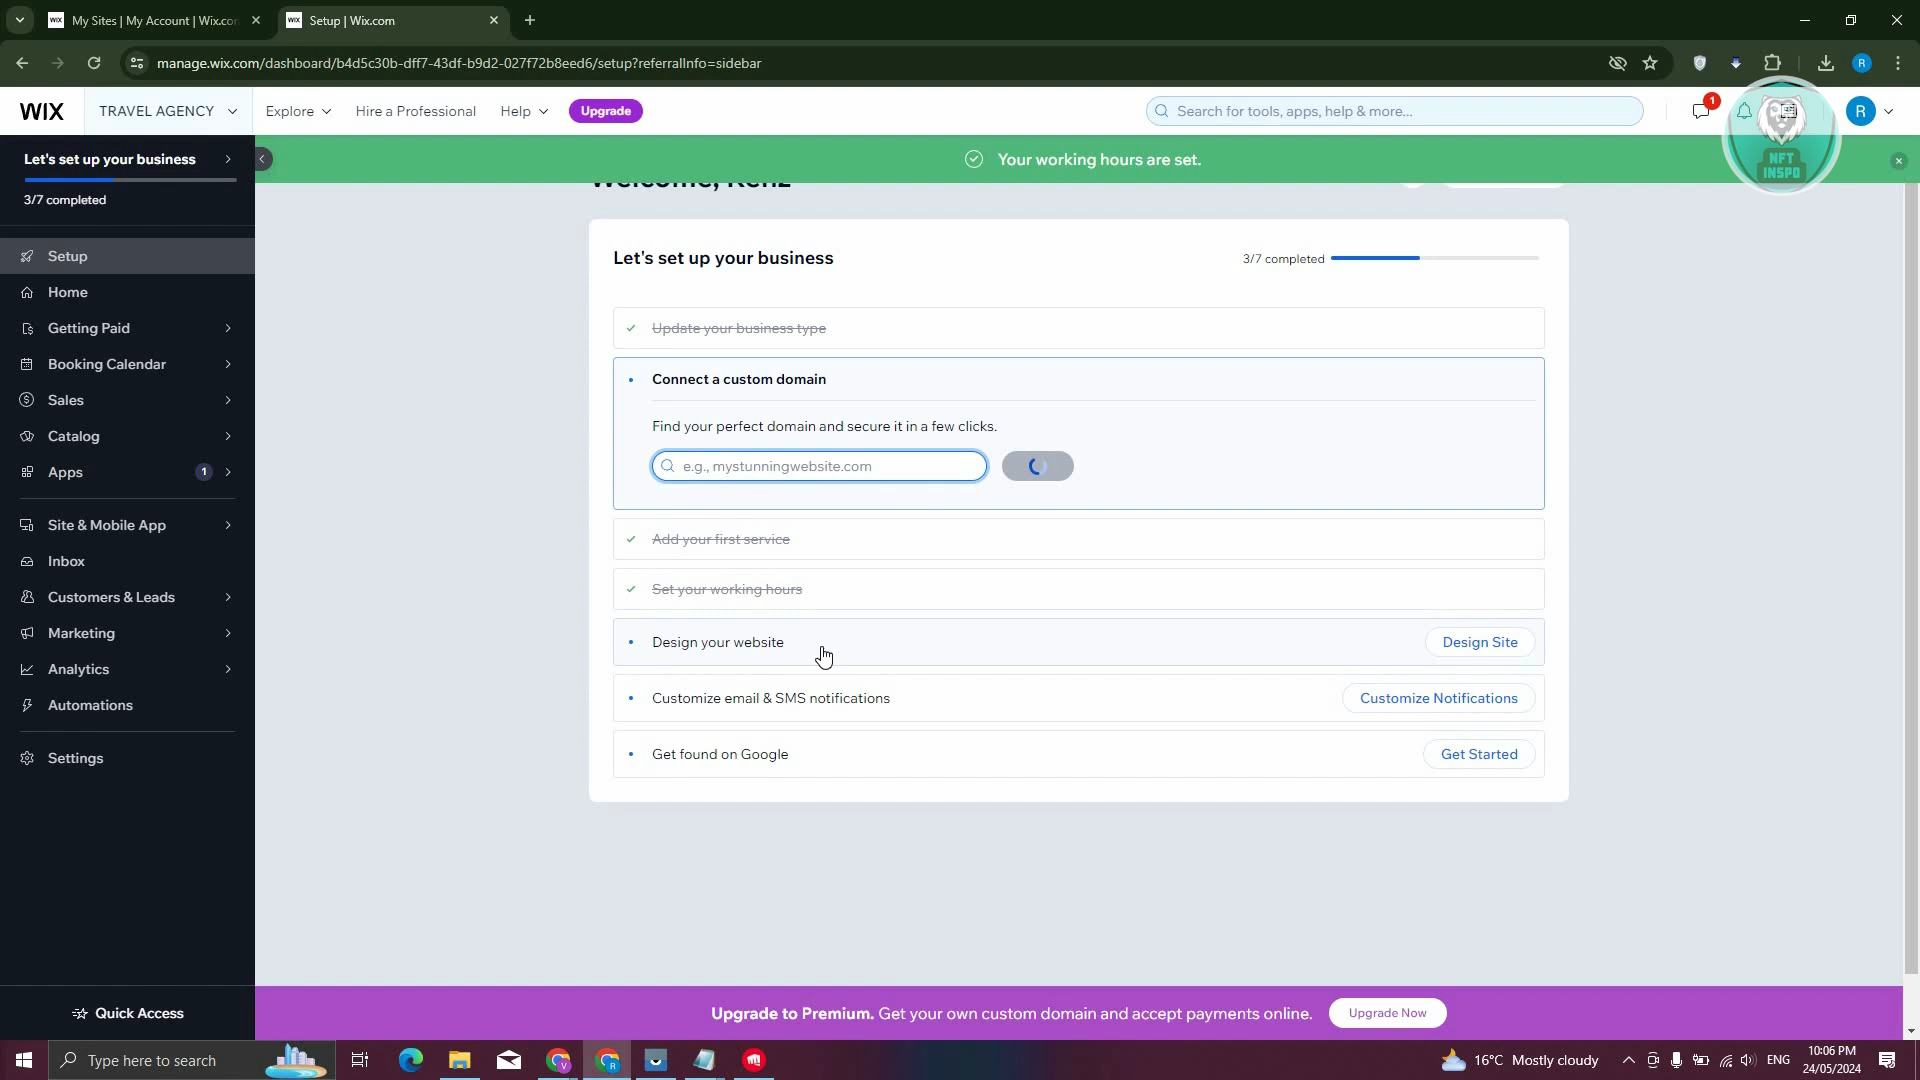 WIX
My Sites | My Account | Wix.co
WIX
Setup | Wix.com
manage.wix.com/dashboard/b4d5c30b-dff7-43df-b9d2-027f72b8eed6/setup?referralInfo=sidebar
R
WIX
TRAVEL AGENCY
Explore
Hire a Professional
Help
Upgrade
Search for tools, apps, help & more...
1
R
NFT
INSPO
Let's set up your business
3/7 completed
Your working hours are set.
Setup
Home
Getting Paid
Booking Calendar
Sales
Catalog
Apps
1
Site & Mobile App
Inbox
Customers & Leads
Marketing
Analytics
Automations
Settings
Quick Access
Let's set up your business
3/7 completed
Update your business type
Connect a custom domain
Find your perfect domain and secure it in a few clicks.
e.g., mystunningwebsite.com
Add your first service
Set your working hours
Design your website
Design Site
Customize email & SMS notifications
Customize Notifications
Get found on Google
Get Started
Upgrade to Premium. Get your own custom domain and accept payments online.
Upgrade Now
Type here to search
16°C Mostly cloudy
ENG
10:06 PM
24/05/2024